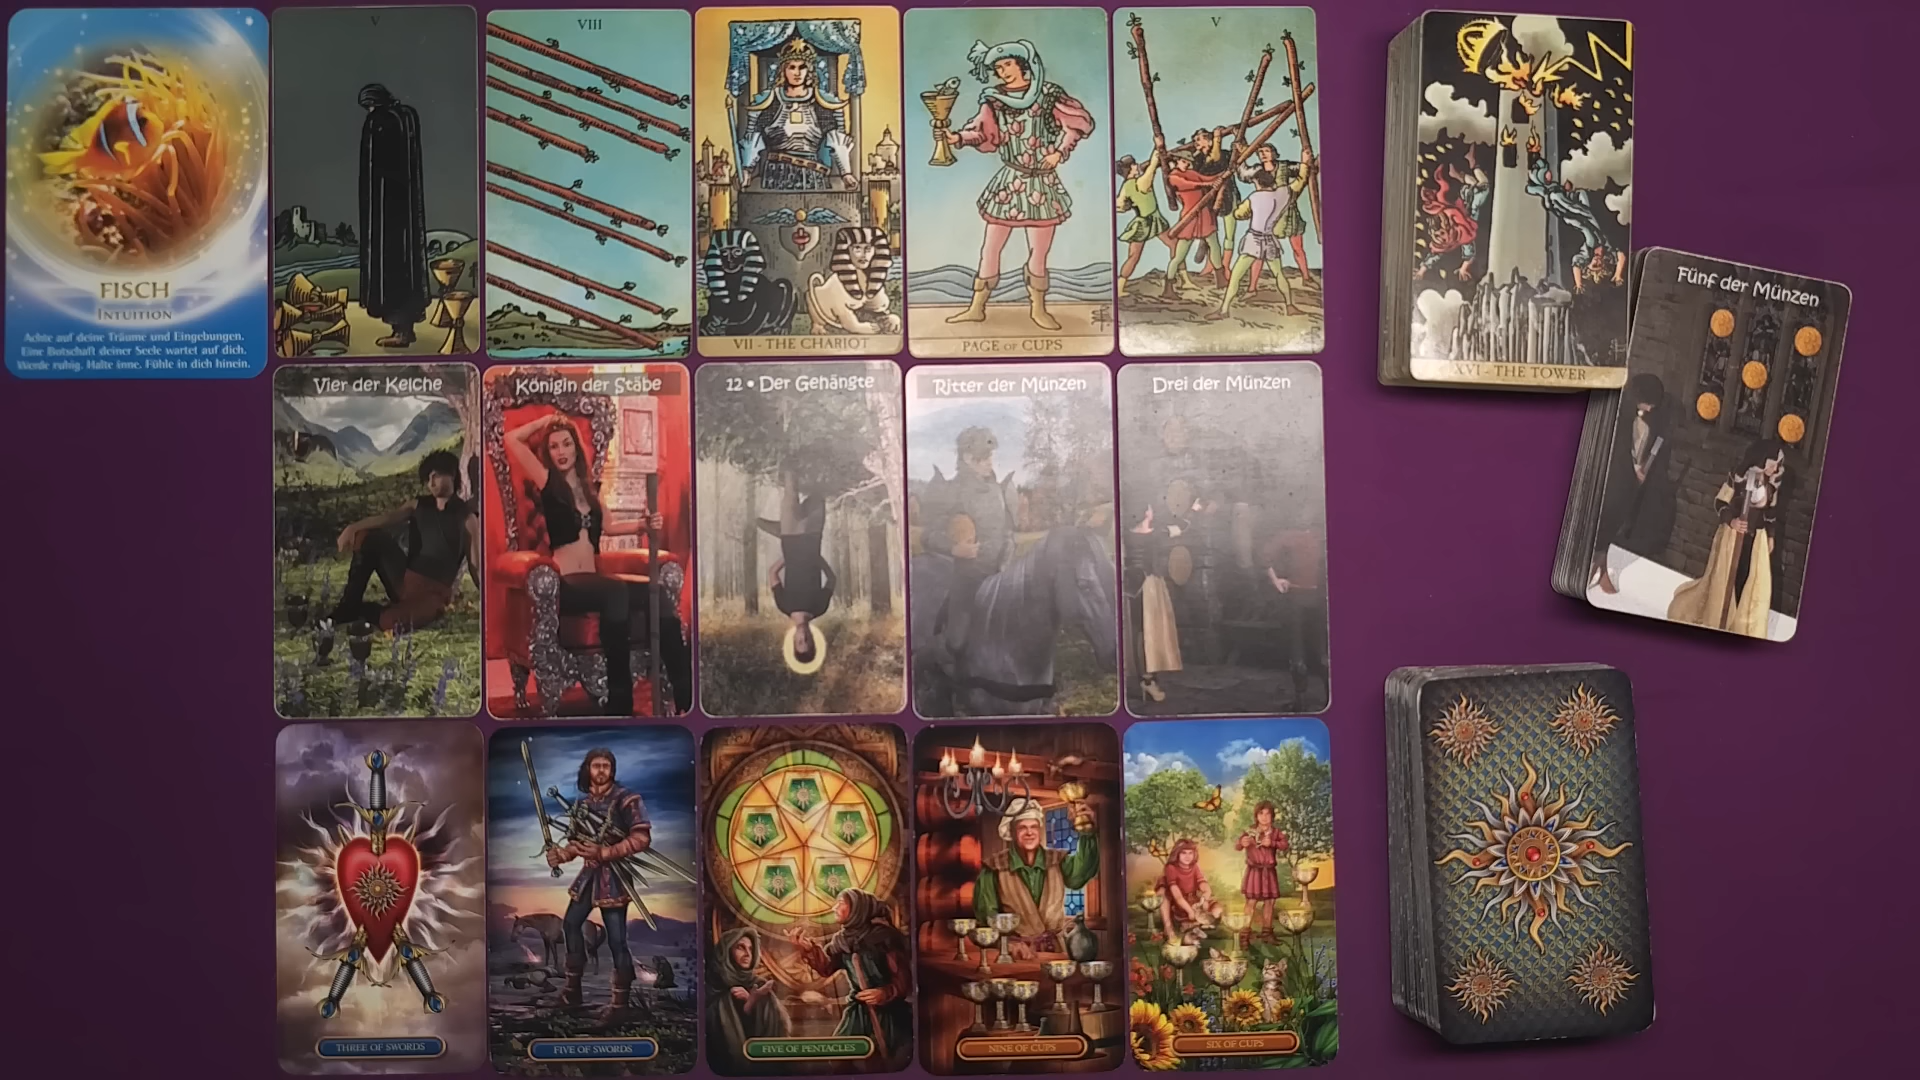 FISCH
INTUITION
Achte auf deine Träume und Eingebungen.
Eine Botschaft deiner Seele wartet auf dich.
Werde ruhig. Halte inne. Fühle in dich hinein.
V
VIII
VII - THE CHARIOT
PAGE OF CUPS
V
XVI - THE TOWER
Fünf der Münzen
Vier der Kelche
Königin der Stäbe
12 • Der Gehängte
Ritter der Münzen
Drei der Münzen
THREE OF SWORDS
FIVE OF SWORDS
FIVE OF PENTACLES
NINE OF CUPS
SIX OF CUPS